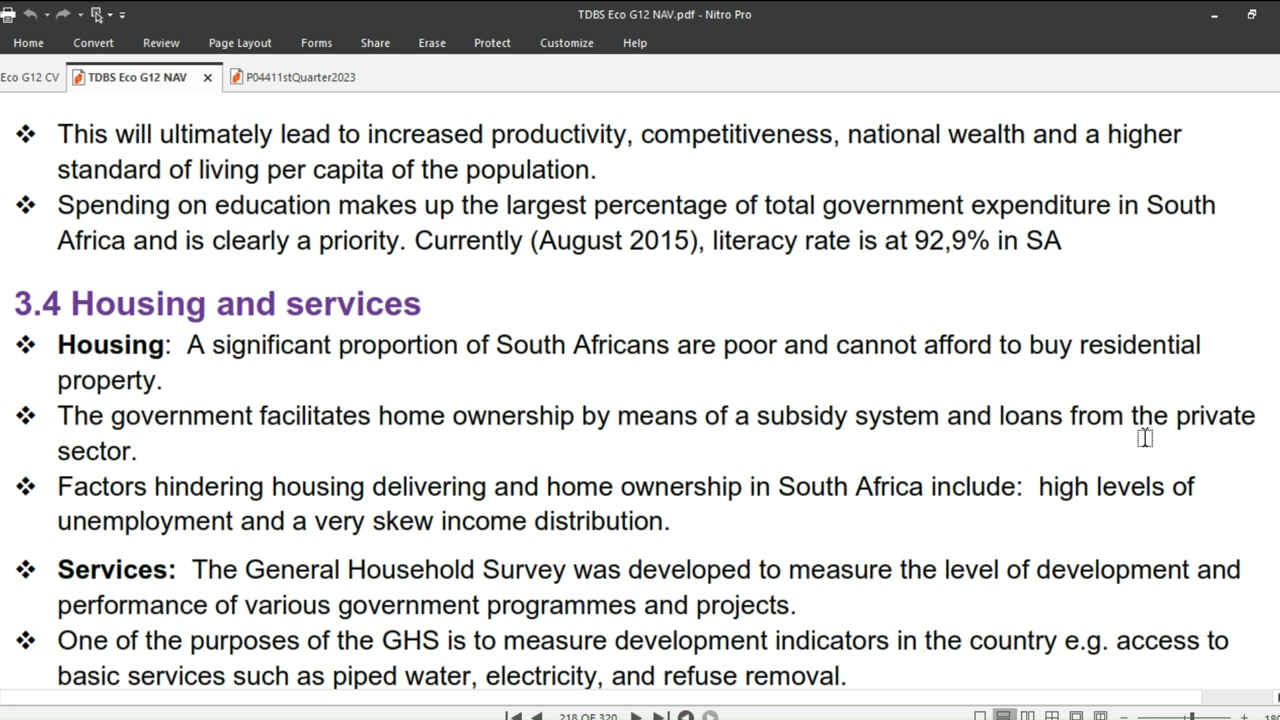 TDBS Eco G12 NAV.pdf - Nitro Pro
Home Convert Review Page Layout Forms Share Erase Protect Customize Help
Eco G12 CV TDBS Eco G12 NAV P04411stQuarter2023
❖ This will ultimately lead to increased productivity, competitiveness, national wealth and a higher
standard of living per capita of the population.
❖ Spending on education makes up the largest percentage of total government expenditure in South
Africa and is clearly a priority. Currently (August 2015), literacy rate is at 92,9% in SA
3.4 Housing and services
❖ Housing: A significant proportion of South Africans are poor and cannot afford to buy residential
property.
❖ The government facilitates home ownership by means of a subsidy system and loans from the private
sector.
❖ Factors hindering housing delivering and home ownership in South Africa include: high levels of
unemployment and a very skew income distribution.
❖ Services: The General Household Survey was developed to measure the level of development and
performance of various government programmes and projects.
❖ One of the purposes of the GHS is to measure development indicators in the country e.g. access to
basic services such as piped water, electricity, and refuse removal.
218 OF 320